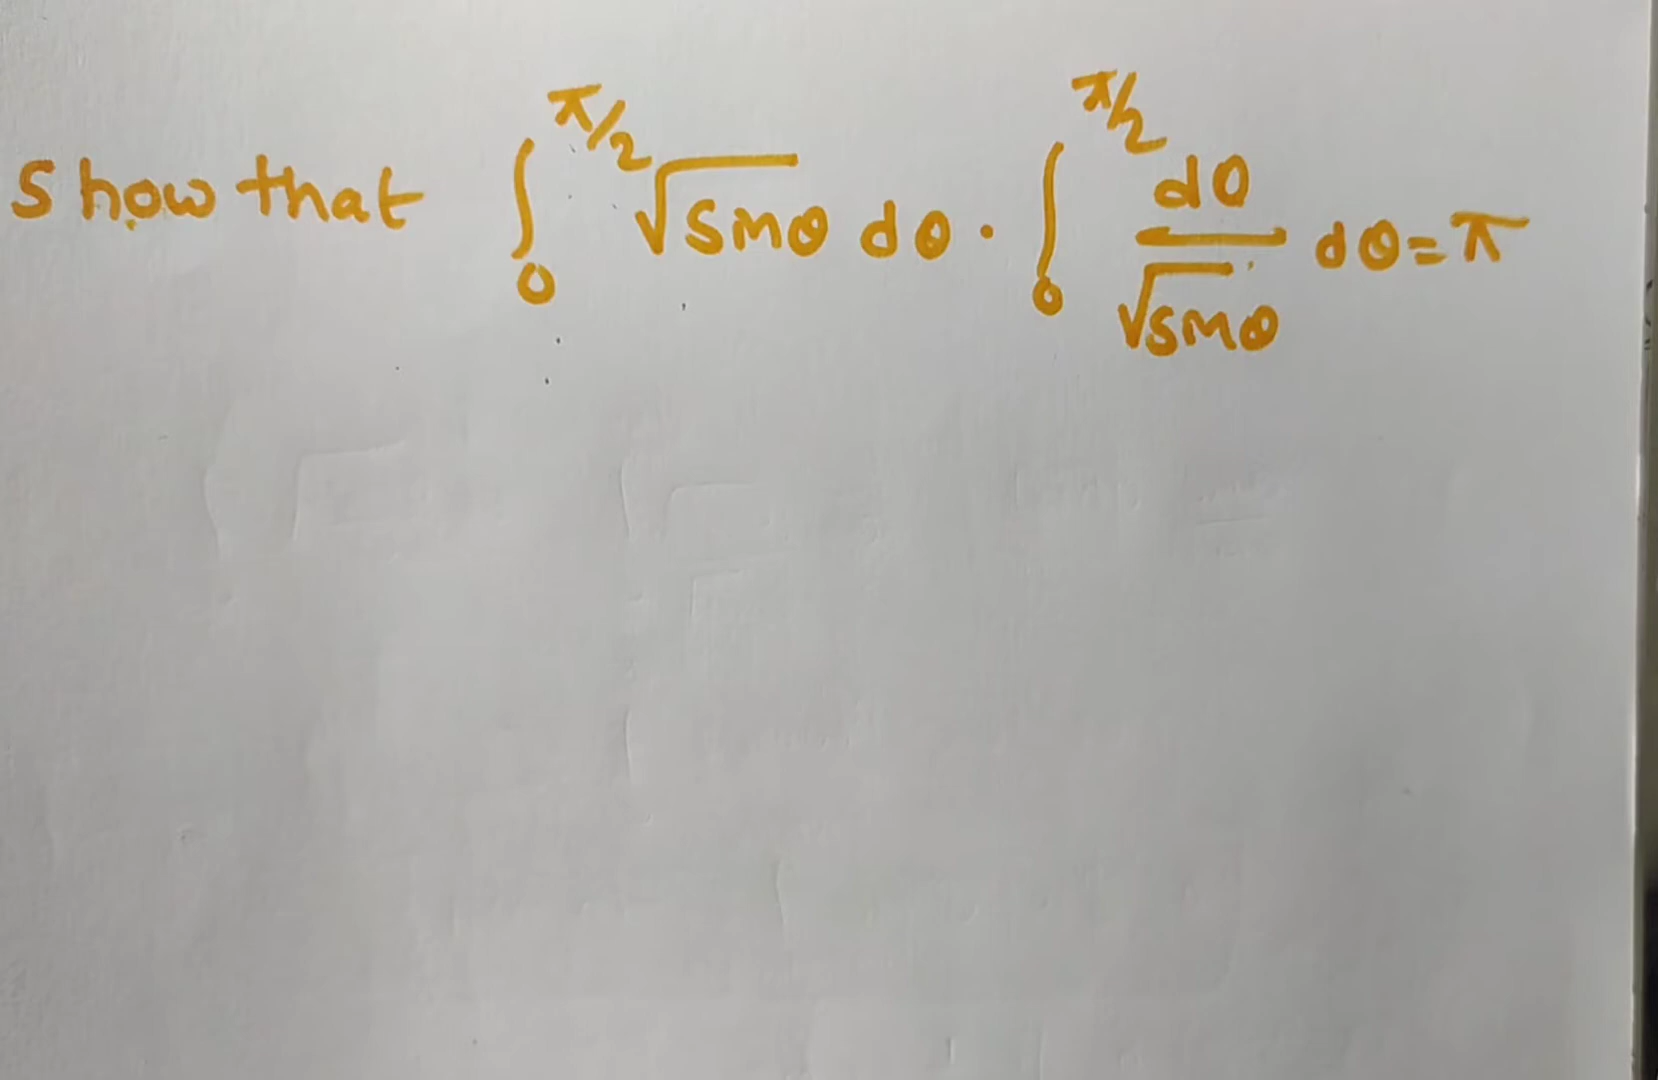 Show that ∫₀^{π/2} √sinθ dθ · ∫₀^{π/2} dθ/√sinθ dθ = π